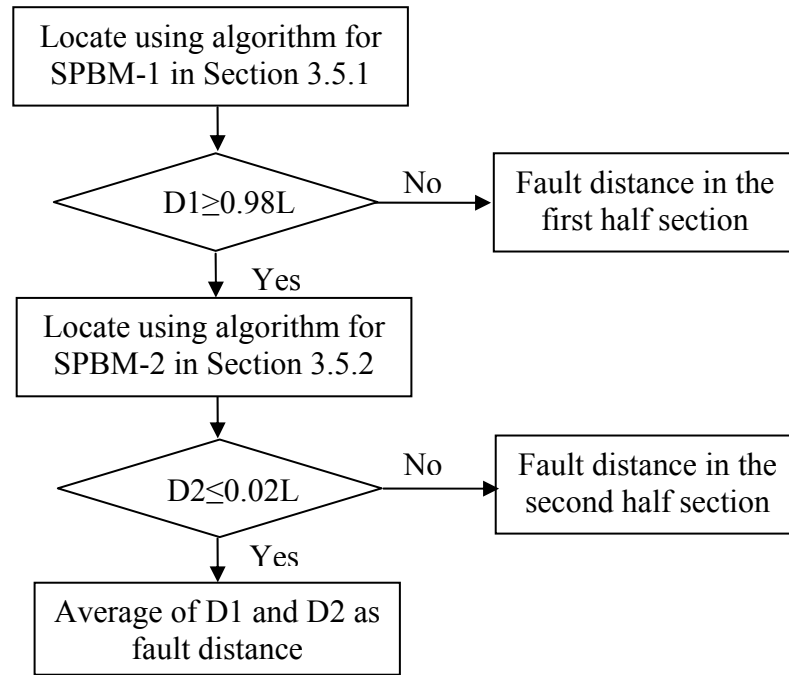 Locate using algorithm for
SPBM-1 in Section 3.5.1
D1≥0.98L
No
Fault distance in the
first half section
Yes
Locate using algorithm for
SPBM-2 in Section 3.5.2
D2≤0.02L
No
Fault distance in the
second half section
Yes
Average of D1 and D2 as
fault distance